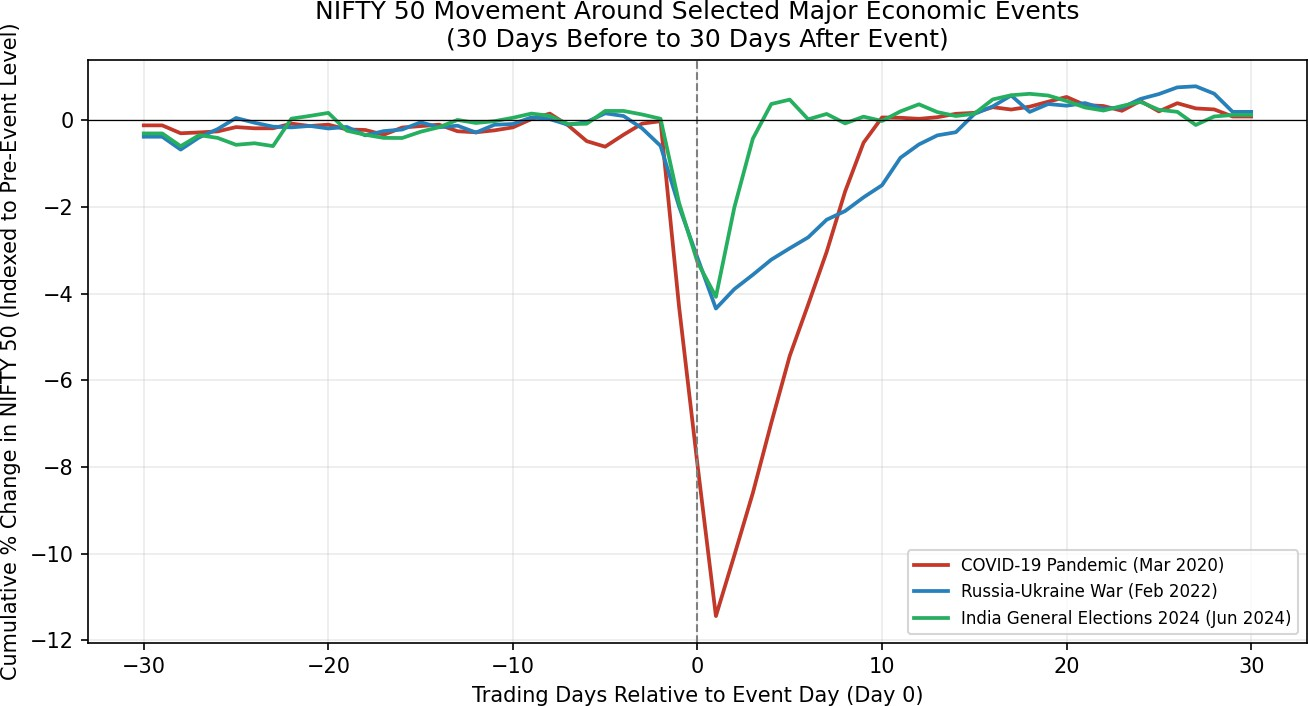 NIFTY 50 Movement Around Selected Major Economic Events
(30 Days Before to 30 Days After Event)
Cumulative % Change in NIFTY 50 (Indexed to Pre-Event Level)
0
−2
−4
−6
−8
−10
−12
−30
−20
−10
0
10
20
30
Trading Days Relative to Event Day (Day 0)
COVID-19 Pandemic (Mar 2020)
Russia-Ukraine War (Feb 2022)
India General Elections 2024 (Jun 2024)